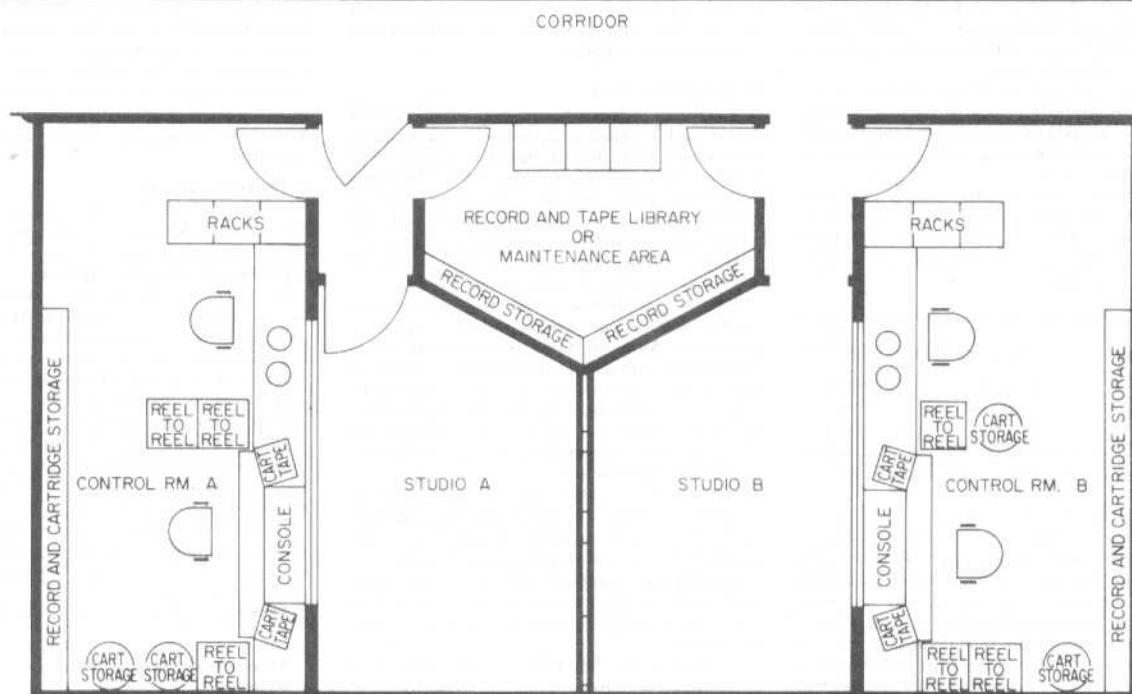 CORRIDOR
RACKS
RECORD AND TAPE LIBRARY
OR
MAINTENANCE AREA
RACKS
RECORD STORAGE
RECORD STORAGE
RECORD AND CARTRIDGE STORAGE
REEL
TO
REEL
REEL
TO
REEL
CART
TAPE
CONTROL RM. A
CONSOLE
CART
TAPE
CART
STORAGE
CART
STORAGE
REEL
TO
REEL
STUDIO A
STUDIO B
REEL
TO
REEL
CART
STORAGE
CART
TAPE
CONTROL RM. B
CONSOLE
CART
TAPE
REEL
TO
REEL
REEL
TO
REEL
CART
STORAGE
RECORD AND CARTRIDGE STORAGE